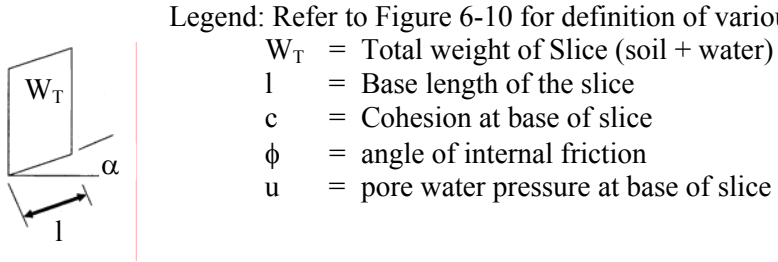 Legend: Refer to Figure 6-10 for definition of
W_T = Total weight of Slice (soil + water)
l = Base length of the slice
c = Cohesion at base of slice
ϕ = angle of internal friction
u = pore water pressure at base of slice
W_T
α
l